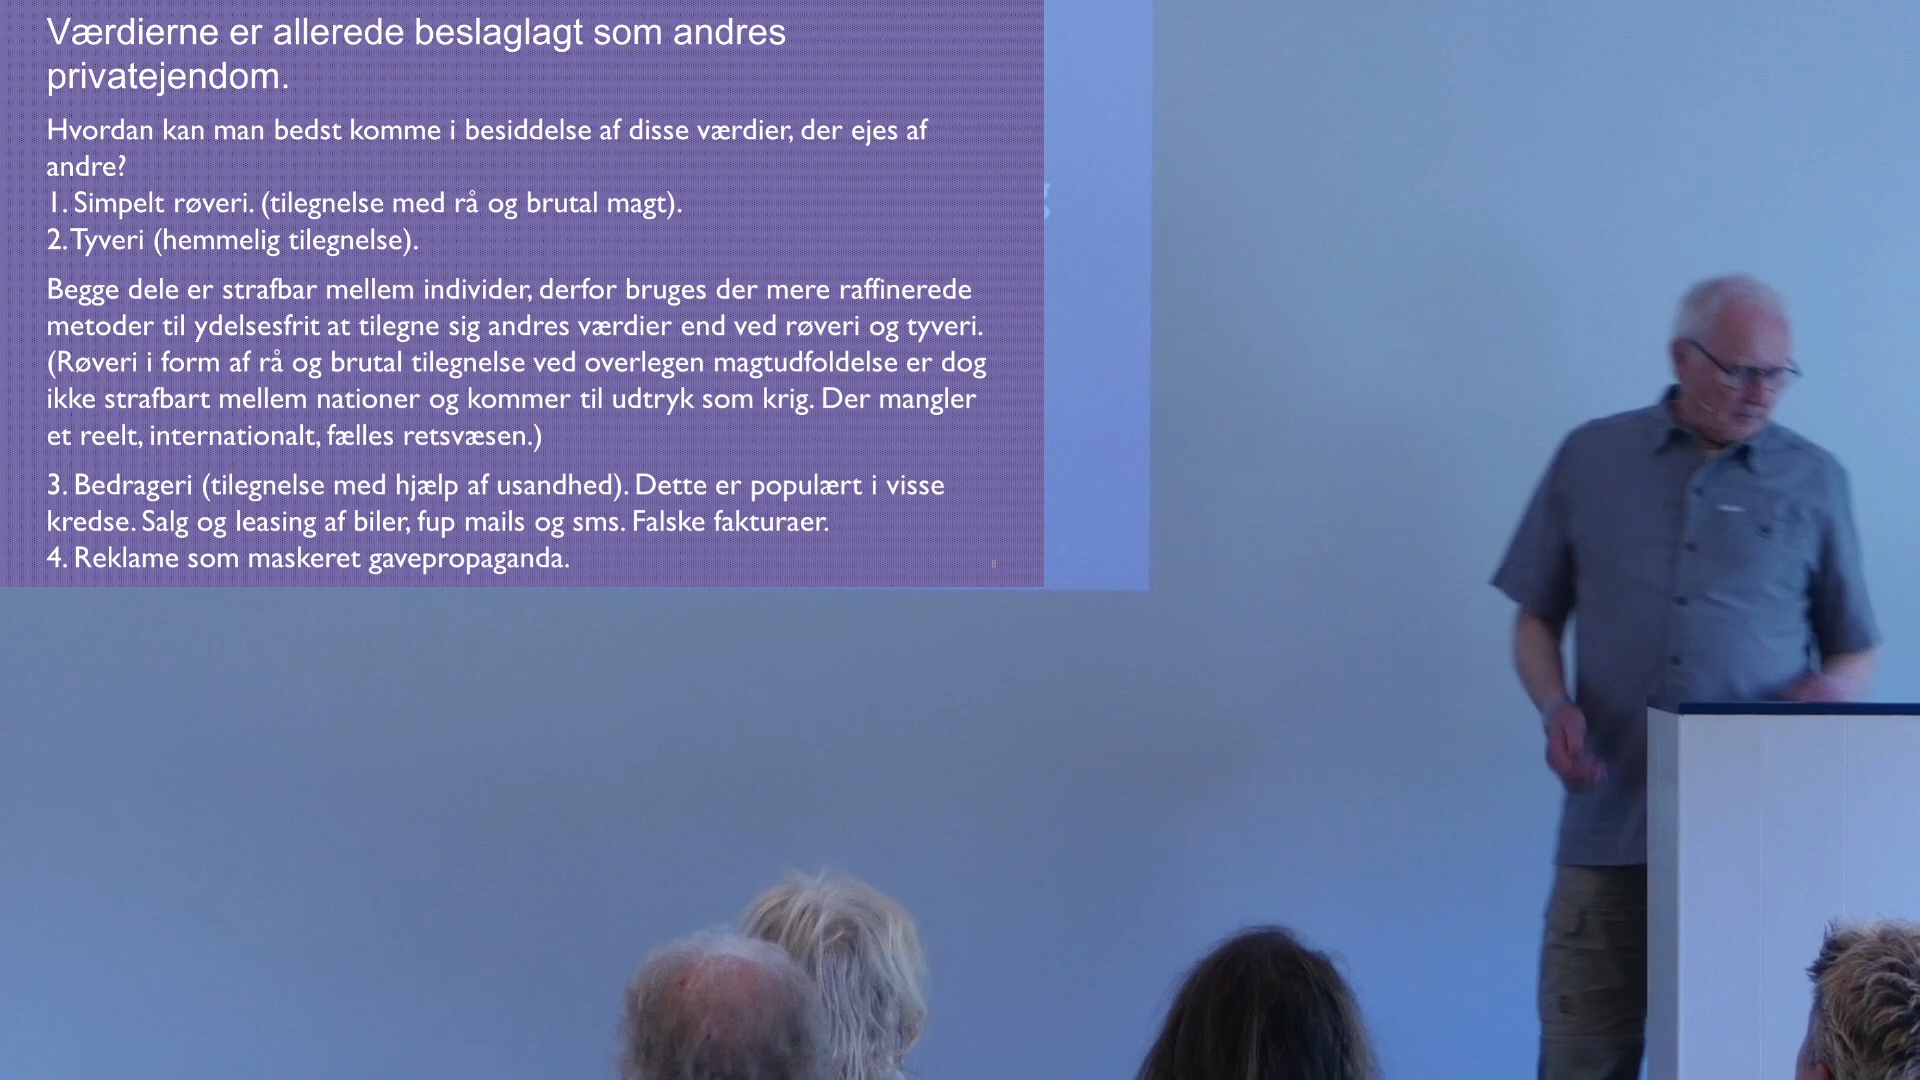 Værdierne er allerede beslaglagt som andres
privatejendom.
Hvordan kan man bedst komme i besiddelse af disse værdier, der ejes af
andre?
1. Simpelt røveri. (tilegnelse med rå og brutal magt).
2. Tyveri (hemmelig tilegnelse).
Begge dele er strafbar mellem individer, derfor bruges der mere raffinerede
metoder til ydelsesfrit at tilegne sig andres værdier end ved røveri og tyveri.
(Røveri i form af rå og brutal tilegnelse ved overlegen magtudfoldelse er dog
ikke strafbart mellem nationer og kommer til udtryk som krig. Der mangler
et reelt, internationalt, fælles retsvæsen.)
3. Bedrageri (tilegnelse med hjælp af usandhed). Dette er populært i visse
kredse. Salg og leasing af biler, fup mails og sms. Falske fakturaer.
4. Reklame som maskeret gavepropaganda.
8